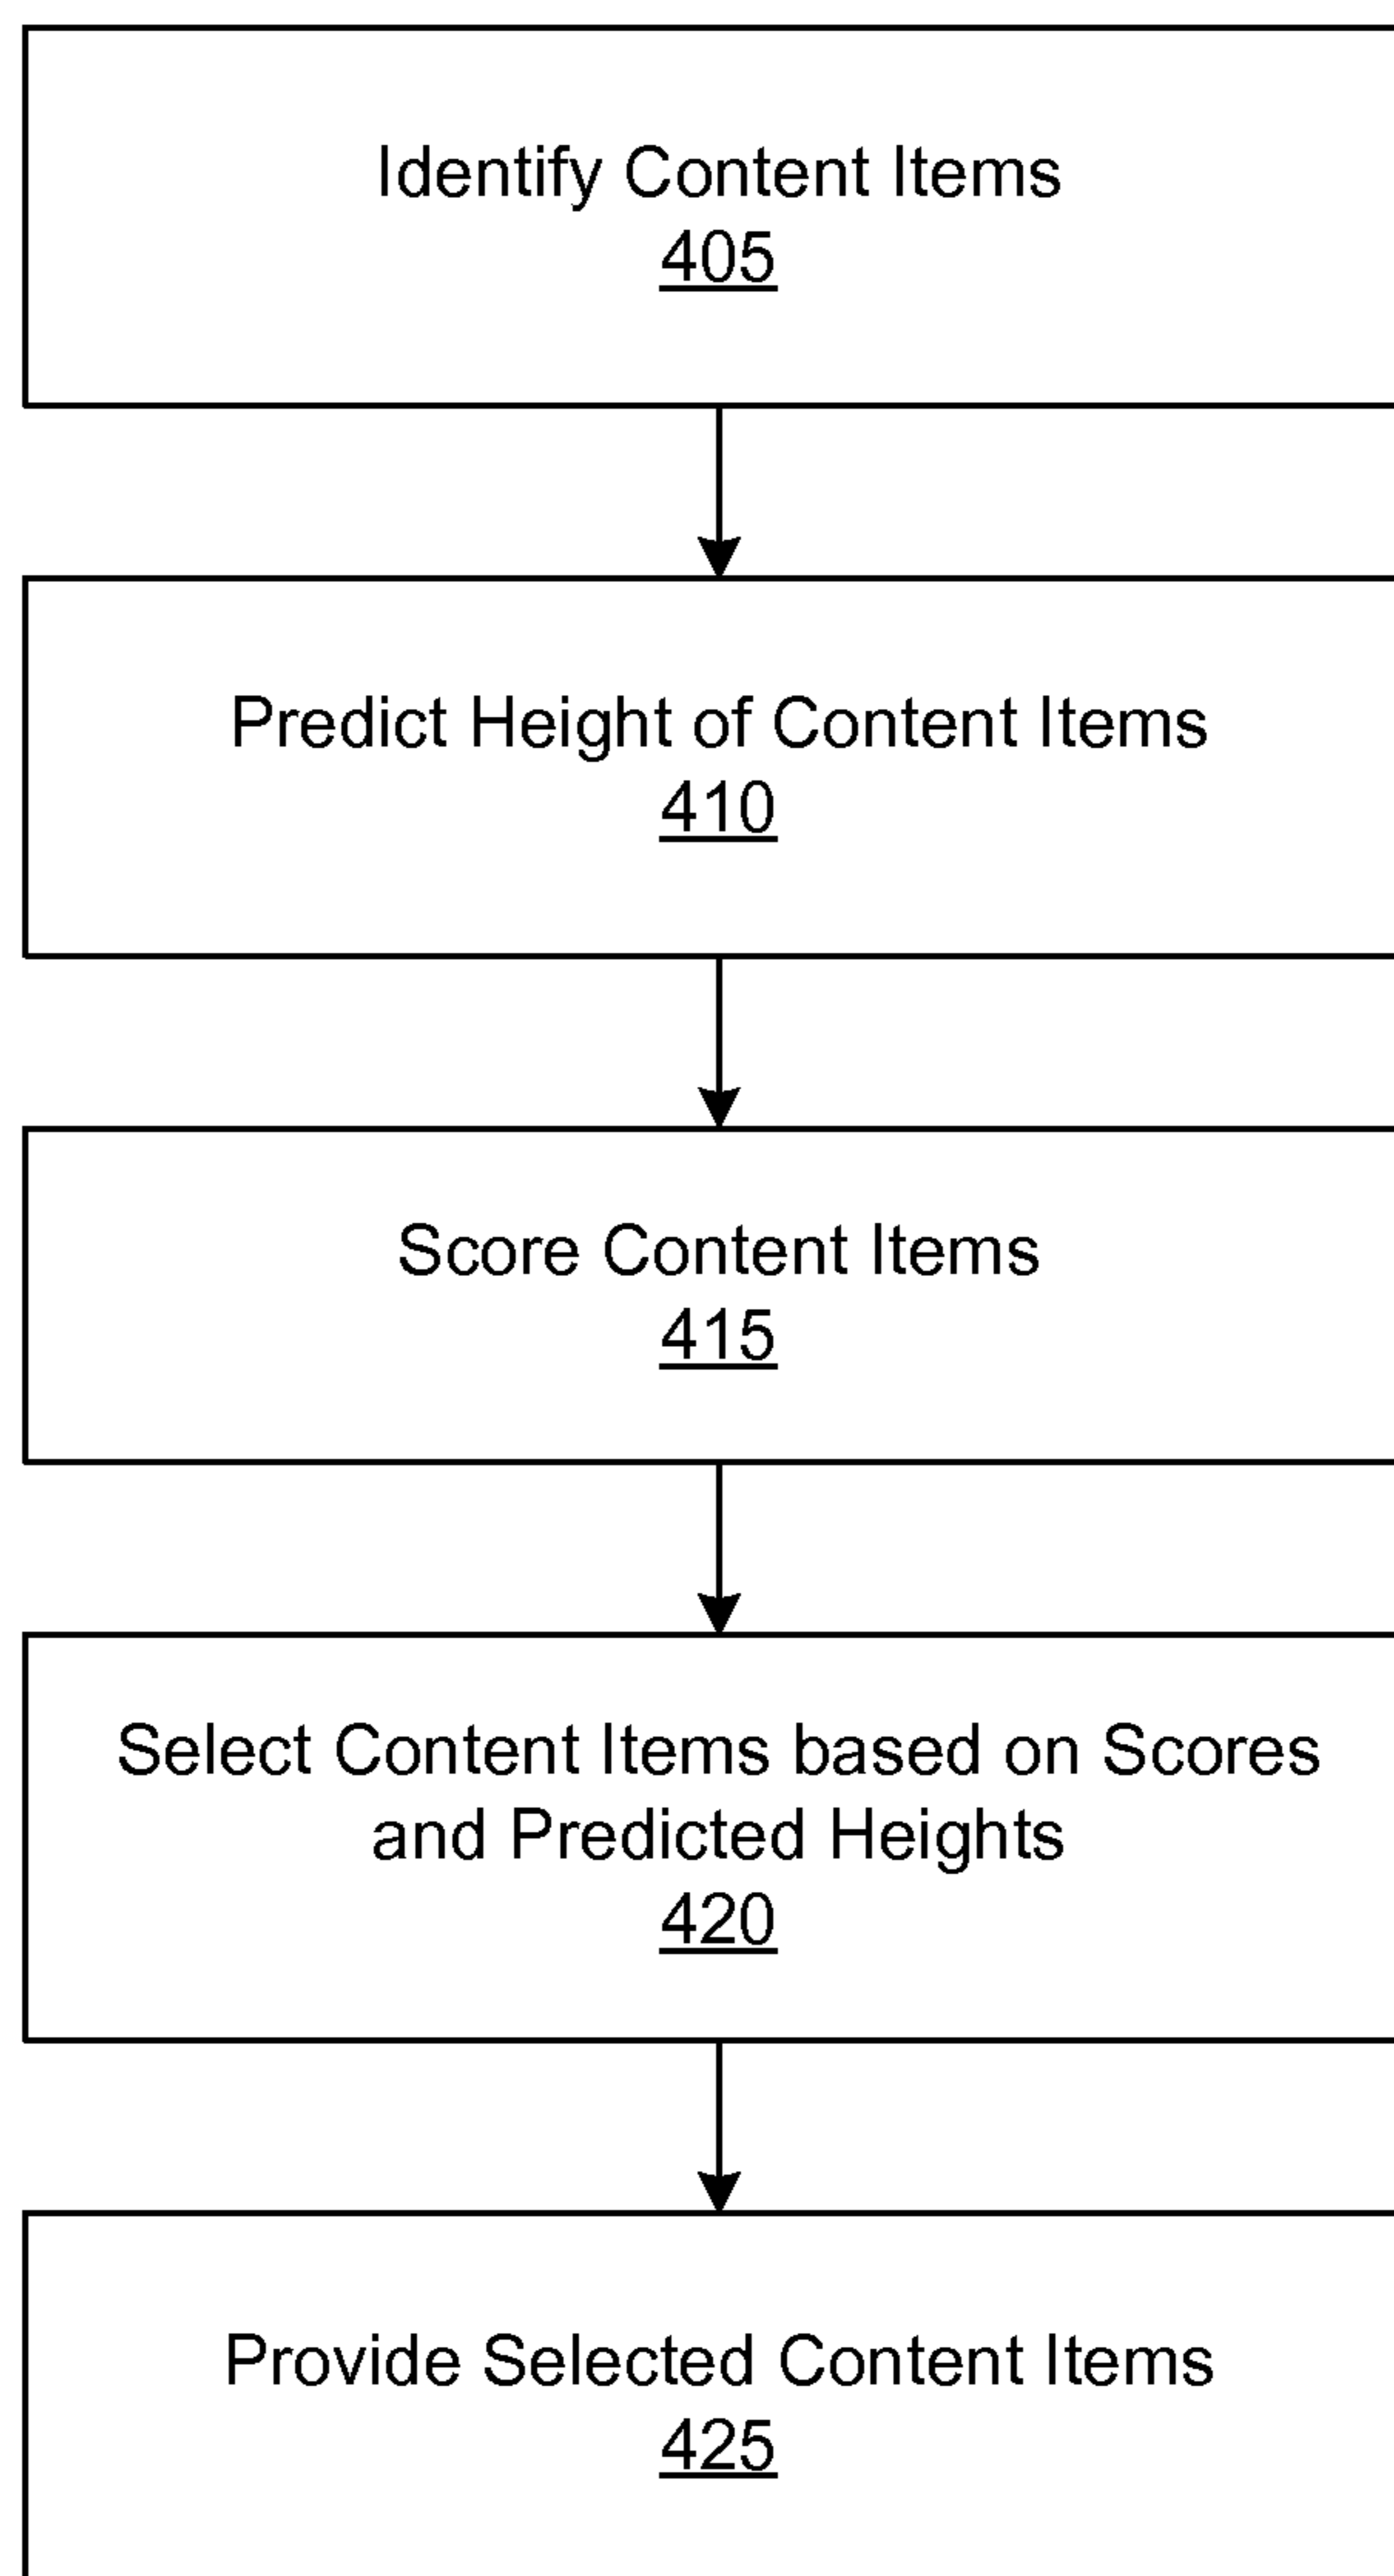 Identify Content Items
405
Predict Height of Content Items
410
Score Content Items
415
Select Content Items based on Scores
and Predicted Heights
420
Provide Selected Content Items
425